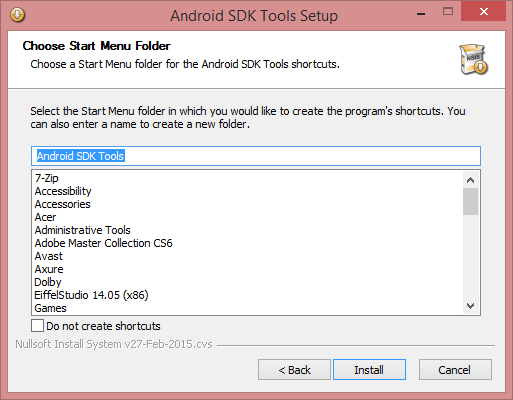 Android SDK Tools Setup
Choose Start Menu Folder
Choose a Start Menu folder for the Android SDK Tools shortcuts.
NSIS
Select the Start Menu folder in which you would like to create the program's shortcuts. You
can also enter a name to create a new folder.
Android SDK Tools
7-Zip
Accessibility
Accessories
Acer
Administrative Tools
Adobe Master Collection CS6
Avast
Axure
Dolby
EiffelStudio 14.05 (x86)
Games
Do not create shortcuts
Nullsoft Install System v27-Feb-2015.cvs
< Back
Install
Cancel